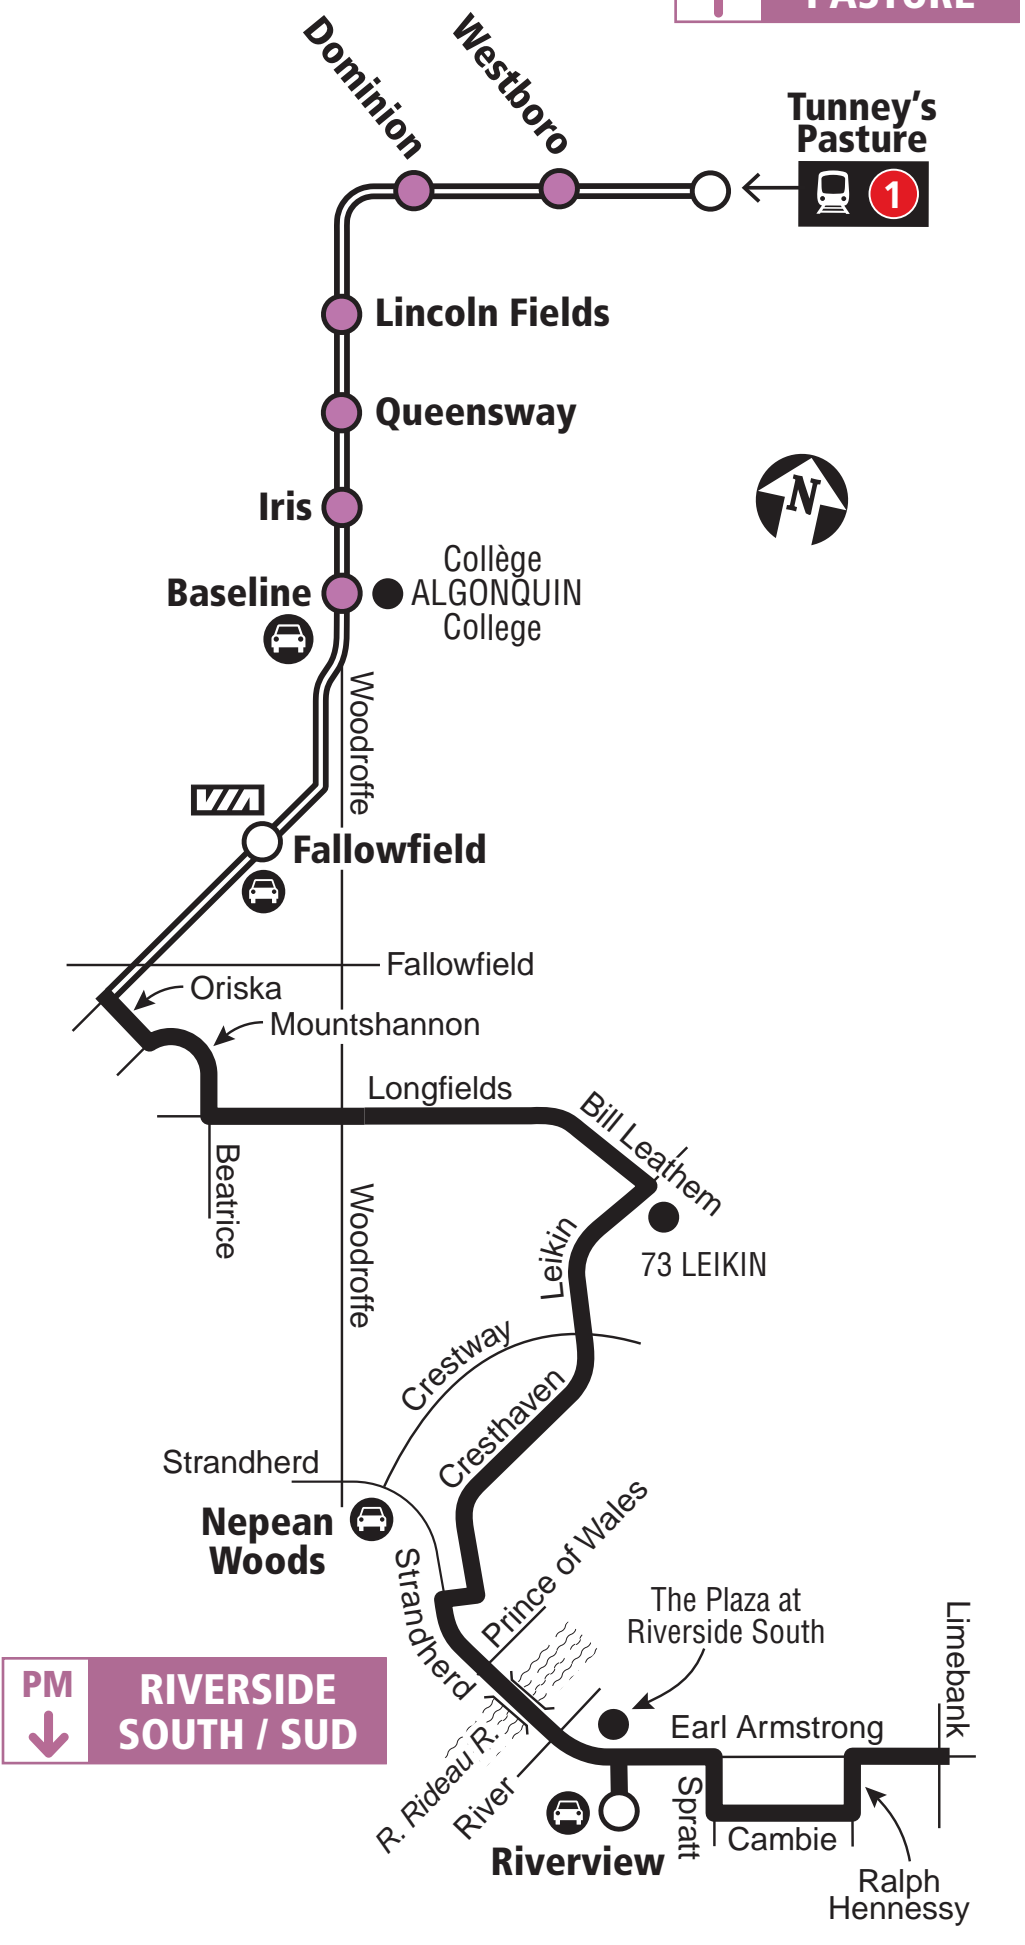 PASTURE
Dominion
Westboro
Tunney's
Pasture
1
Lincoln Fields
Queensway
N
Iris
Baseline
Collège
ALGONQUIN
College
Woodroffe
VIA
Fallowfield
Fallowfield
Oriska
Mountshannon
Longfields
Bill Leathem
Beatrice
Woodroffe
Leikin
73 LEIKIN
Crestway
Cresthaven
Strandherd
Nepean
Woods
Strandherd
Prince of Wales
The Plaza at
Riverside South
Limebank
PM
RIVERSIDE
SOUTH / SUD
Earl Armstrong
R. Rideau R.
River
Spratt
Cambie
Riverview
Ralph
Hennessy